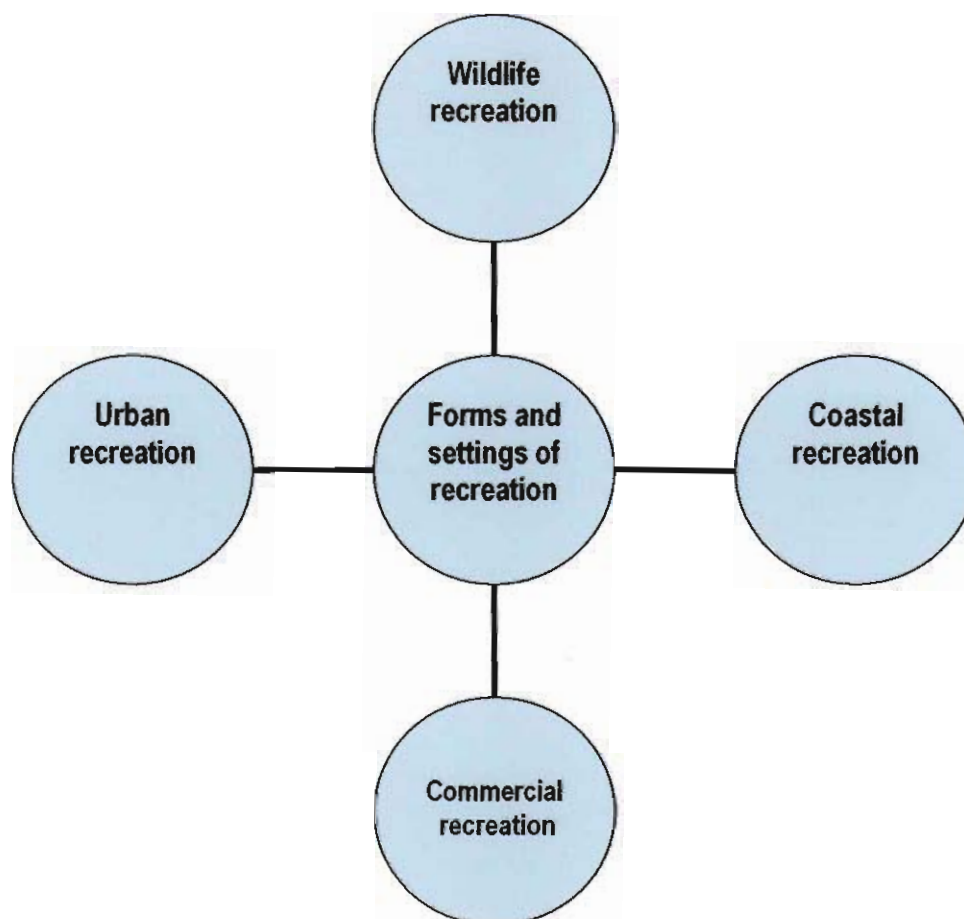 Wildlife
recreation
Urban
recreation
Forms and
settings of
recreation
Coastal
recreation
Commercial
recreation